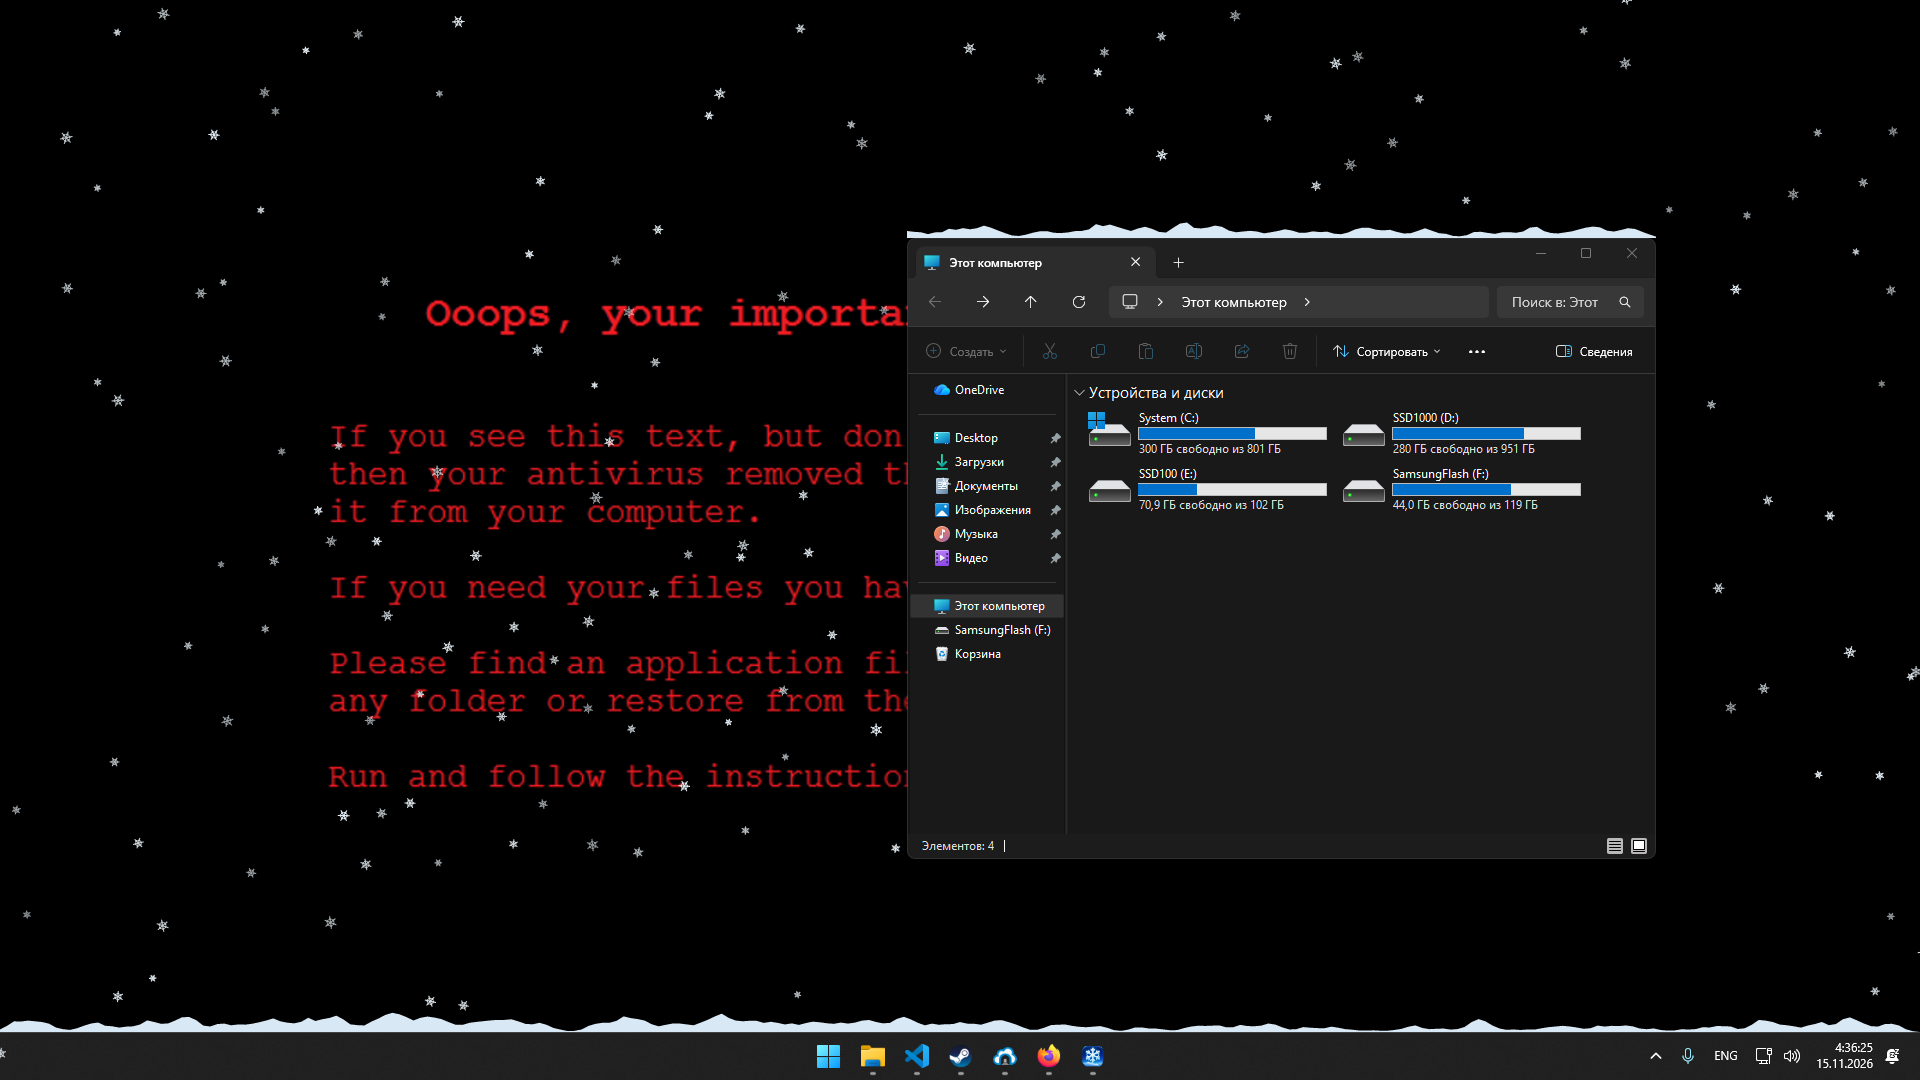 Ooops, your importa
If you see this text, but don
then your antivirus removed th
it from your computer.
If you need your files you hav
Please find an application fil
any folder or restore from the
Run and follow the instruction
Этот компьютер
Этот компьютер
Поиск в: Этот
Создать
Сортировать
Сведения
OneDrive
Desktop
Загрузки
Документы
Изображения
Музыка
Видео
Этот компьютер
SamsungFlash (F:)
Корзина
Устройства и диски
System (C:)
300 ГБ свободно из 801 ГБ
SSD1000 (D:)
280 ГБ свободно из 951 ГБ
SSD100 (E:)
70,9 ГБ свободно из 102 ГБ
SamsungFlash (F:)
44,0 ГБ свободно из 119 ГБ
Элементов: 4
ENG
4:36:25
15.11.2026